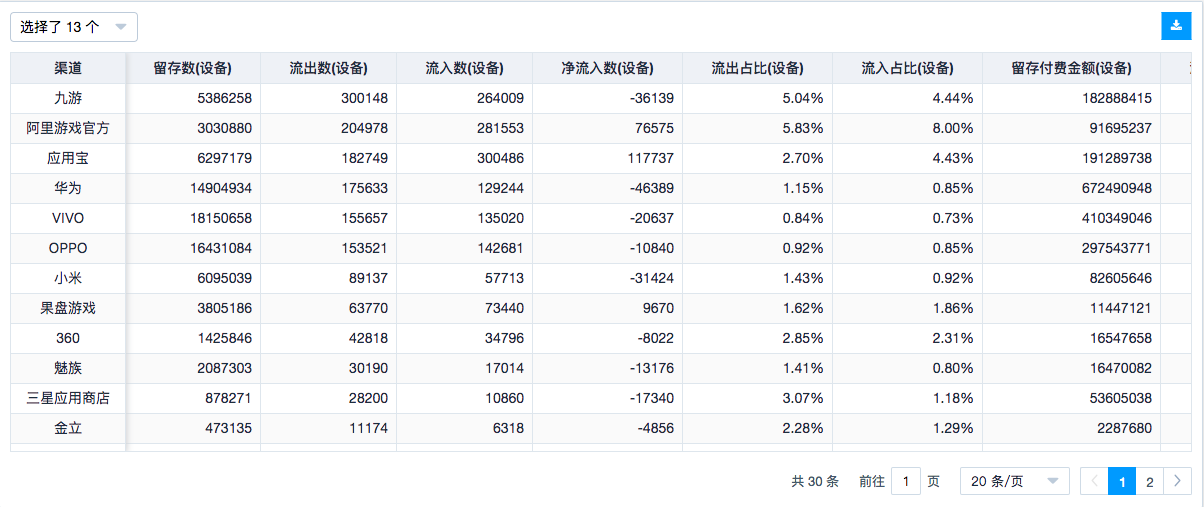 选择了 13 个
渠道 留存数(设备) 流出数(设备) 流入数(设备) 净流入数(设备) 流出占比(设备) 流入占比(设备) 留存付费金额(设备)
九游 5386258 300148 264009 -36139 5.04% 4.44% 182888415
阿里游戏官方 3030880 204978 281553 76575 5.83% 8.00% 91695237
应用宝 6297179 182749 300486 117737 2.70% 4.43% 191289738
华为 14904934 175633 129244 -46389 1.15% 0.85% 672490948
VIVO 18150658 155657 135020 -20637 0.84% 0.73% 410349046
OPPO 16431084 153521 142681 -10840 0.92% 0.85% 297543771
小米 6095039 89137 57713 -31424 1.43% 0.92% 82605646
果盘游戏 3805186 63770 73440 9670 1.62% 1.86% 11447121
360 1425846 42818 34796 -8022 2.85% 2.31% 16547658
魅族 2087303 30190 17014 -13176 1.41% 0.80% 16470082
三星应用商店 878271 28200 10860 -17340 3.07% 1.18% 53605038
金立 473135 11174 6318 -4856 2.28% 1.29% 2287680
共 30 条 前往 1 页 20 条/页 1 2